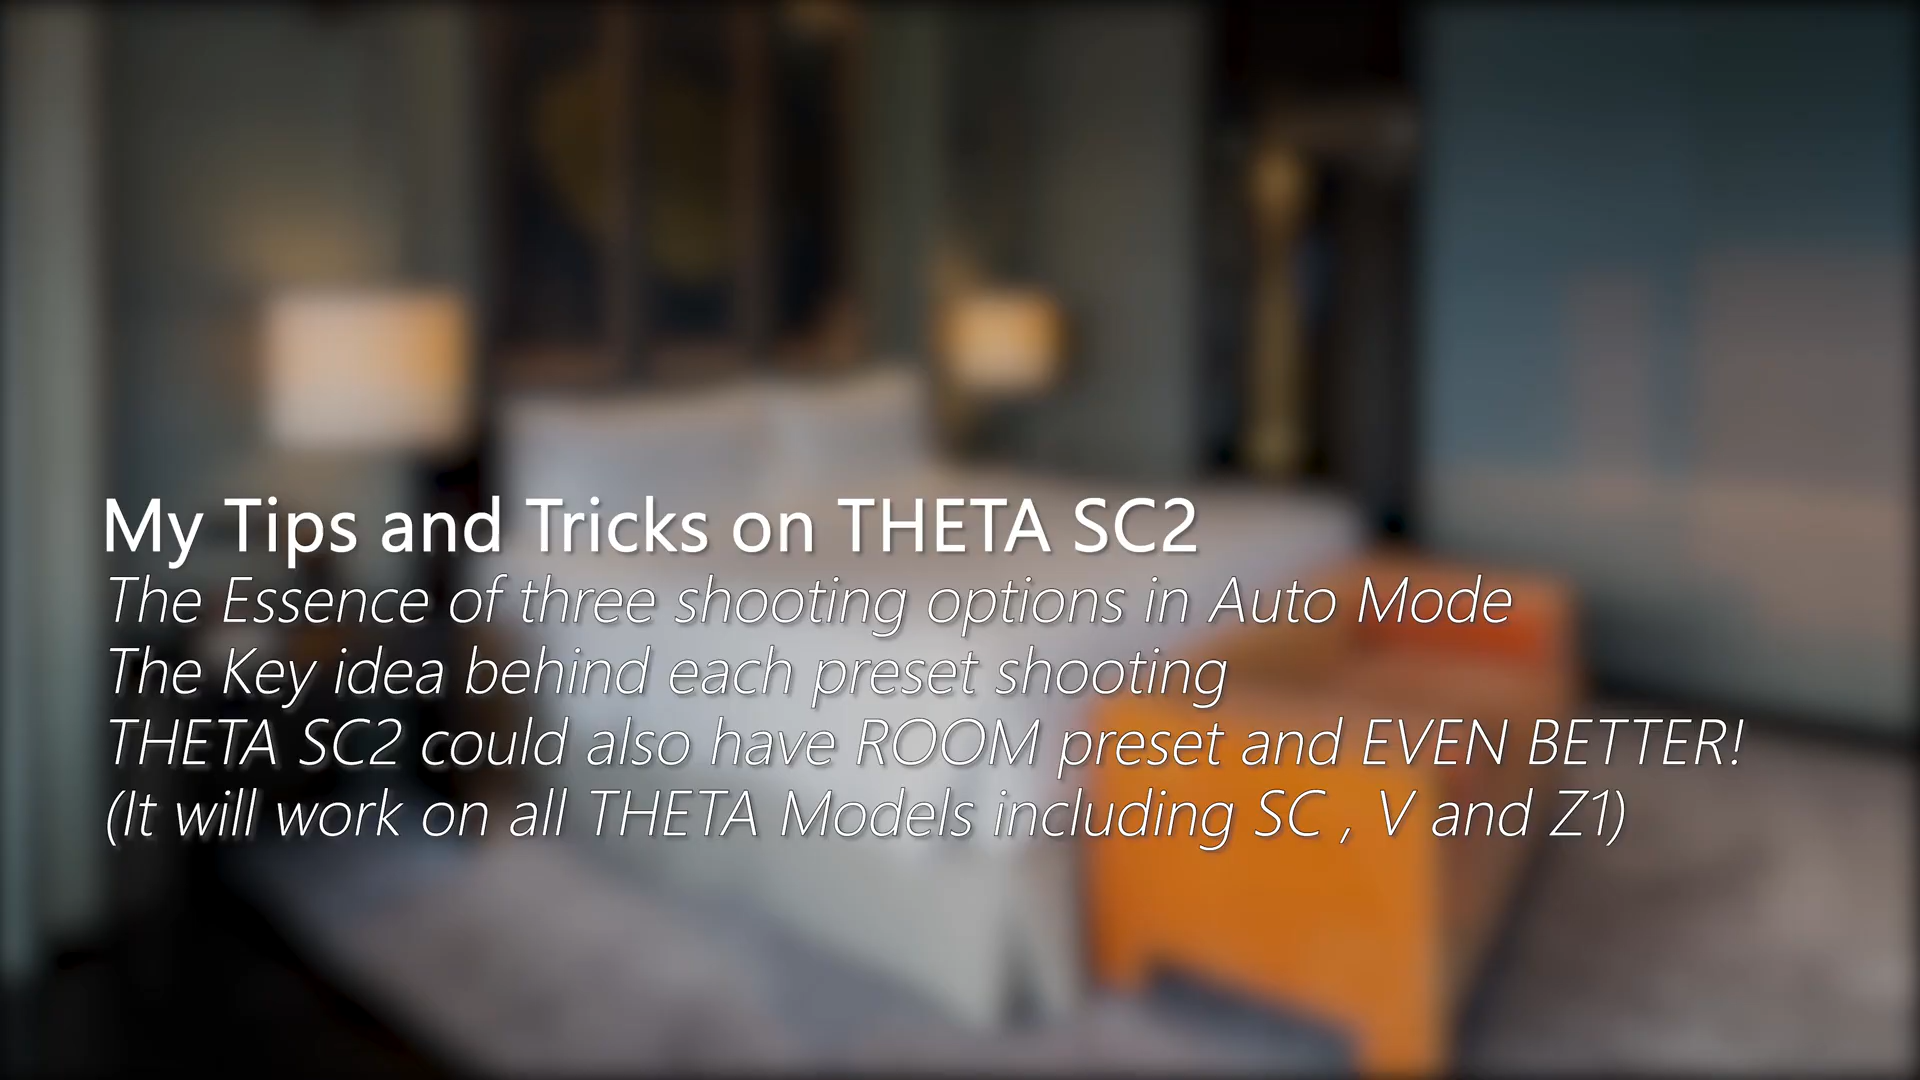 My Tips and Tricks on THETA SC2
The Essence of three shooting options in Auto Mode
The Key idea behind each preset shooting
THETA SC2 could also have ROOM preset and EVEN BETTER!
(It will work on all THETA Models including SC , V and Z1)